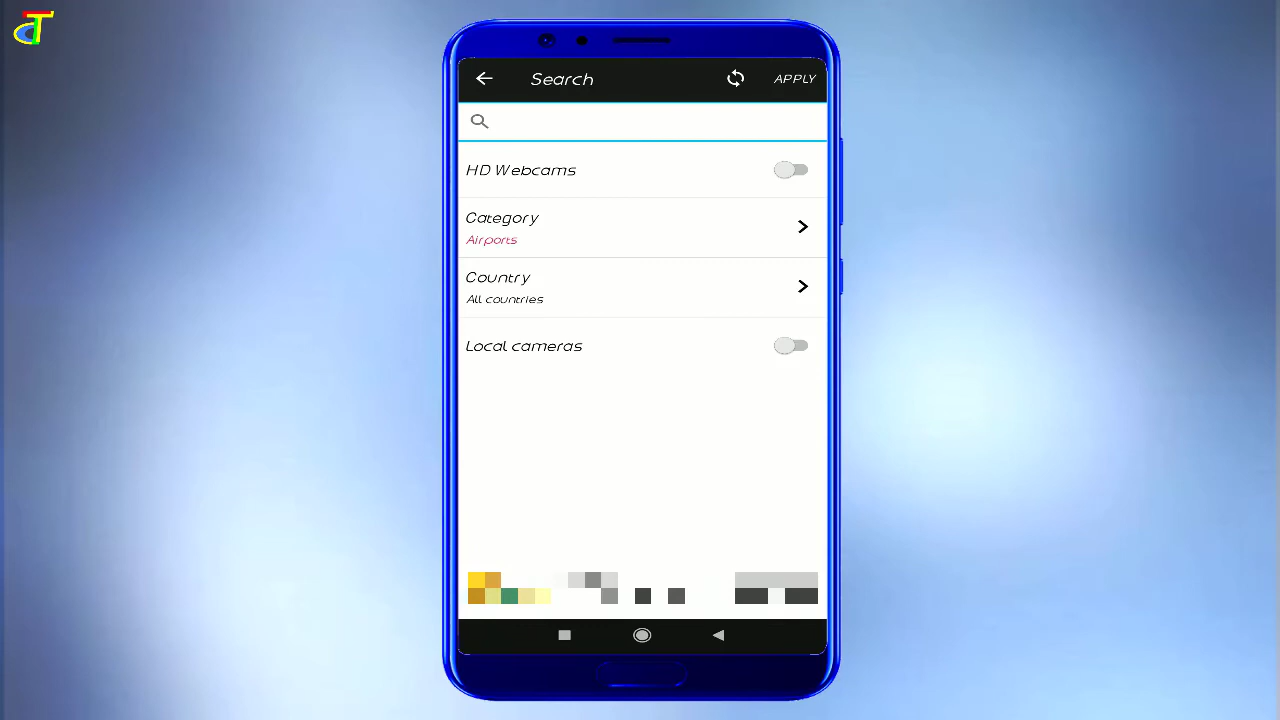 Search
APPLY
HD Webcams
Category
Airports
Country
All countries
Local cameras